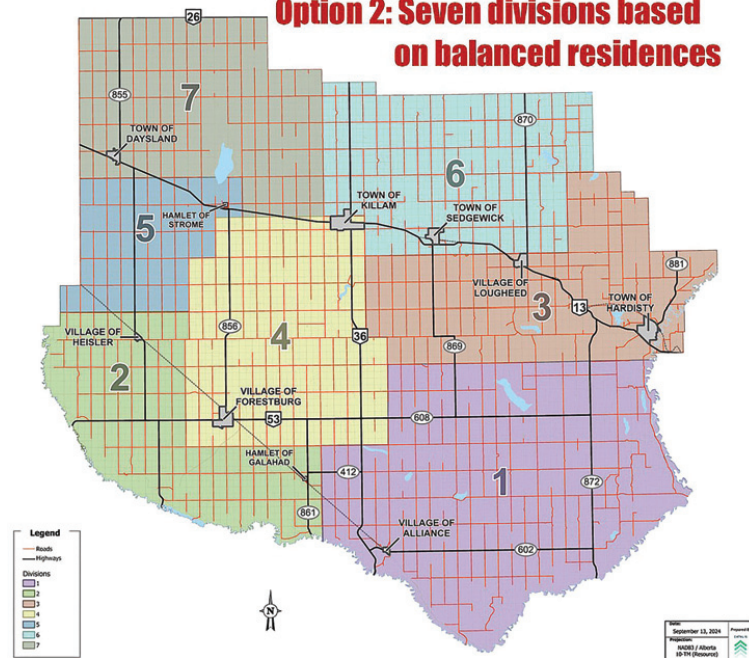 Option 2: Seven divisions based
on balanced residences
26
855
7
870
TOWN OF
DAYSLAND
6
TOWN OF
KILLAM
TOWN OF
SEDGEWICK
HAMLET OF
STROME
5
881
VILLAGE OF
LOUGHEED
13
TOWN OF
HARDISTY
3
856
VILLAGE OF
HEISLER
4
36
869
2
VILLAGE OF
FORESTBURG
53
608
HAMLET OF
GALAHAD
412
1
872
861
VILLAGE OF
ALLIANCE
602
Legend
Roads
Highways
Divisions
1
2
3
4
5
6
7
N
Date:
September 13, 2024
Projection:
NAD83 / Alberta
10-TM (Resource)